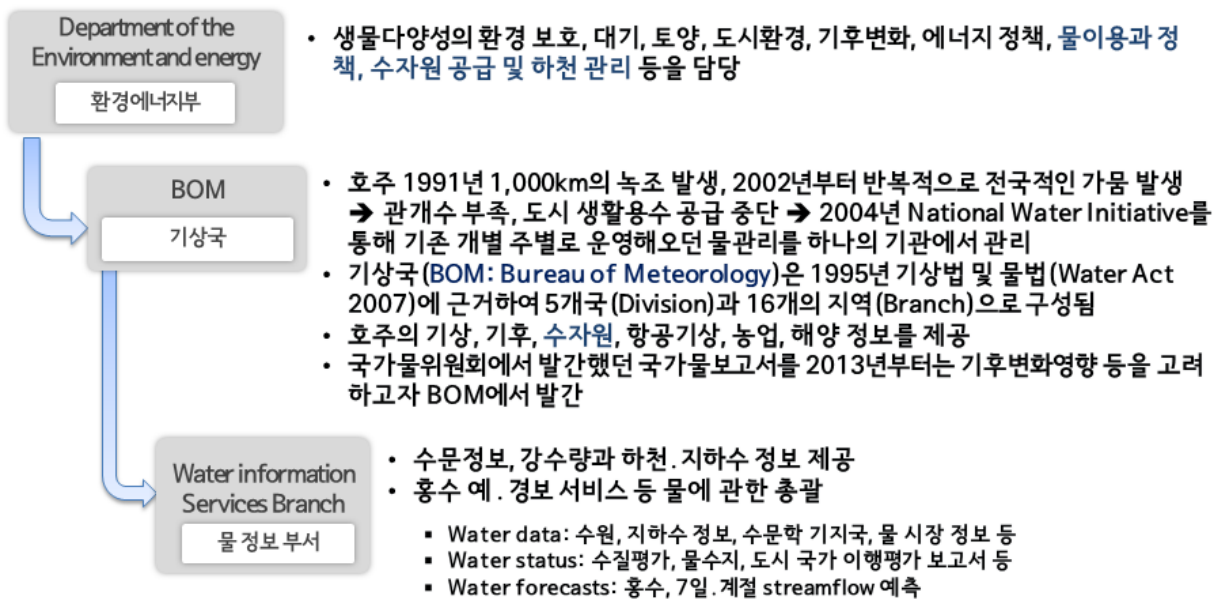 Department of the
Environment and energy
환경에너지부
• 생물다양성의 환경 보호, 대기, 토양, 도시환경, 기후변화, 에너지 정책, 물이용과 정
책, 수자원 공급 및 하천 관리 등을 담당
BOM
기상국
• 호주 1991년 1,000km의 녹조 발생, 2002년부터 반복적으로 전국적인 가뭄 발생
➔ 관개수 부족, 도시 생활용수 공급 중단 ➔ 2004년 National Water Initiative를
통해 기존 개별 주별로 운영해오던 물관리를 하나의 기관에서 관리
• 기상국(BOM: Bureau of Meteorology)은 1995년 기상법 및 물법(Water Act
2007)에 근거하여 5개국(Division)과 16개의 지역(Branch)으로 구성됨
• 호주의 기상, 기후, 수자원, 항공기상, 농업, 해양 정보를 제공
• 국가물위원회에서 발간했던 국가물보고서를 2013년부터는 기후변화영향 등을 고려
하고자 BOM에서 발간
Water information
Services Branch
물 정보 부서
• 수문정보, 강수량과 하천.지하수 정보 제공
• 홍수 예.경보 서비스 등 물에 관한 총괄
▪ Water data: 수원, 지하수 정보, 수문학 기지국, 물 시장 정보 등
▪ Water status: 수질평가, 물수지, 도시 국가 이행평가 보고서 등
▪ Water forecasts: 홍수, 7일.계절 streamflow 예측